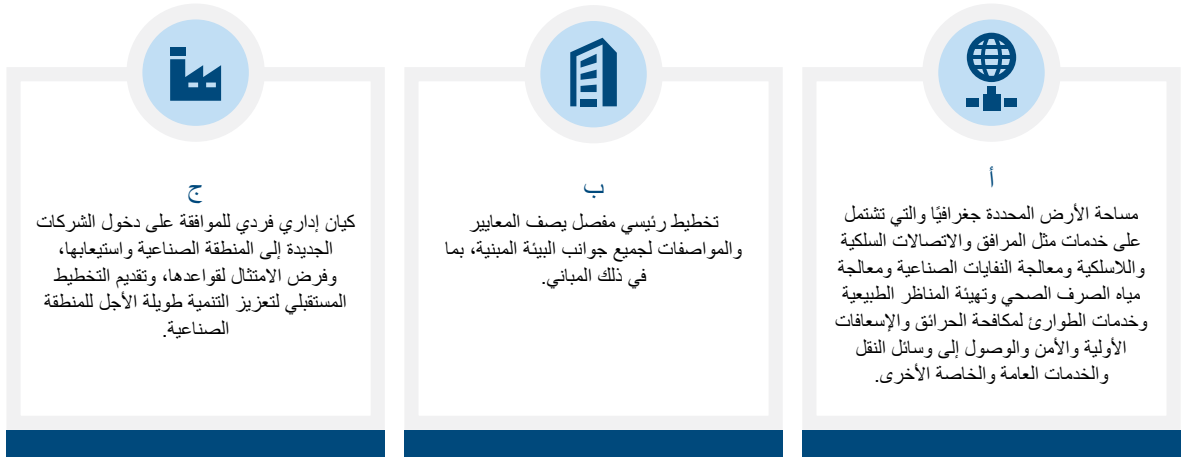 أ
مساحة الأرض المحددة جغرافيًا والتي تشتمل
على خدمات مثل المرافق والاتصالات السلكية
واللاسلكية ومعالجة النفايات الصناعية ومعالجة
مياه الصرف الصحي وتهيئة المناظر الطبيعية
وخدمات الطوارئ لمكافحة الحرائق والإسعافات
الأولية والأمن والوصول إلى وسائل النقل
والخدمات العامة والخاصة الأخرى.
ب
تخطيط رئيسي مفصل يصف المعايير
والمواصفات لجميع جوانب البيئة المبنية، بما
في ذلك المباني.
ج
كيان إداري فردي للموافقة على دخول الشركات
الجديدة إلى المنطقة الصناعية واستيعابها،
وفرض الامتثال لقواعدها، وتقديم التخطيط
المستقبلي لتعزيز التنمية طويلة الأجل للمنطقة
الصناعية.